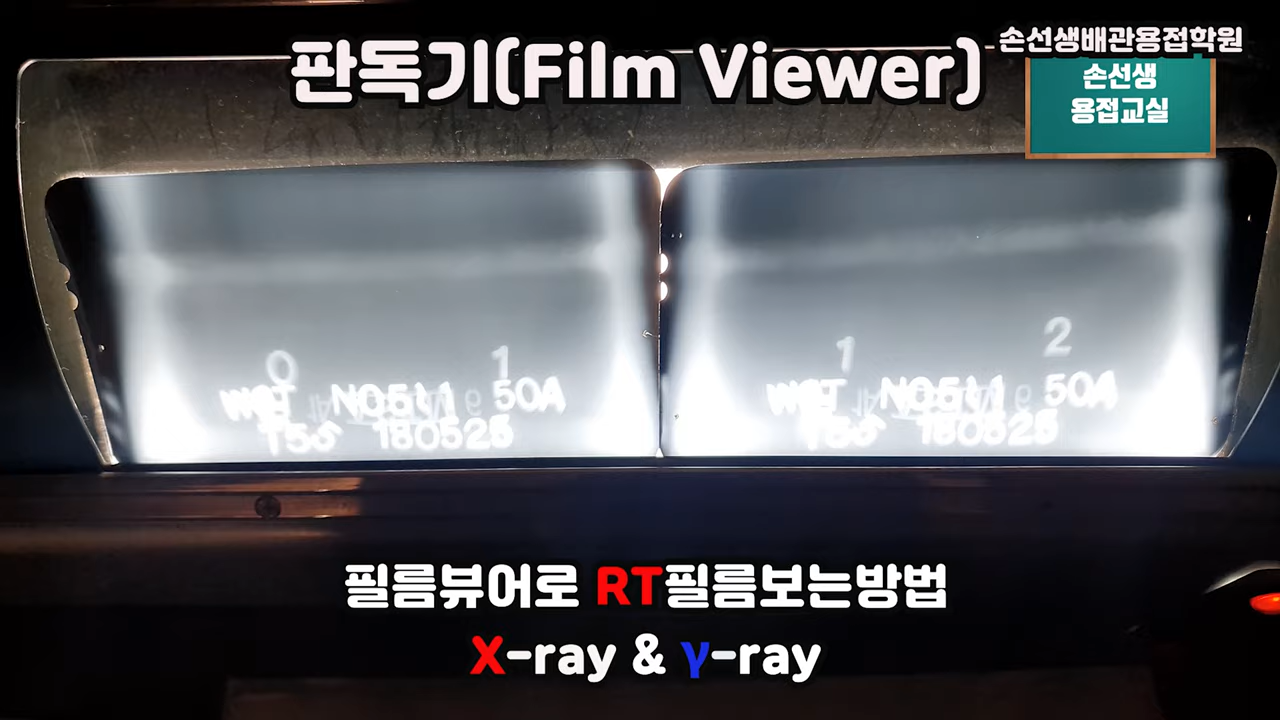 판독기(Film Viewer)
손선생배관용접학원
손선생
용접교실
0 1
NO511 50A
180525
1 2
NO511 50A
필름뷰어로 RT필름보는방법
X-ray & γ-ray